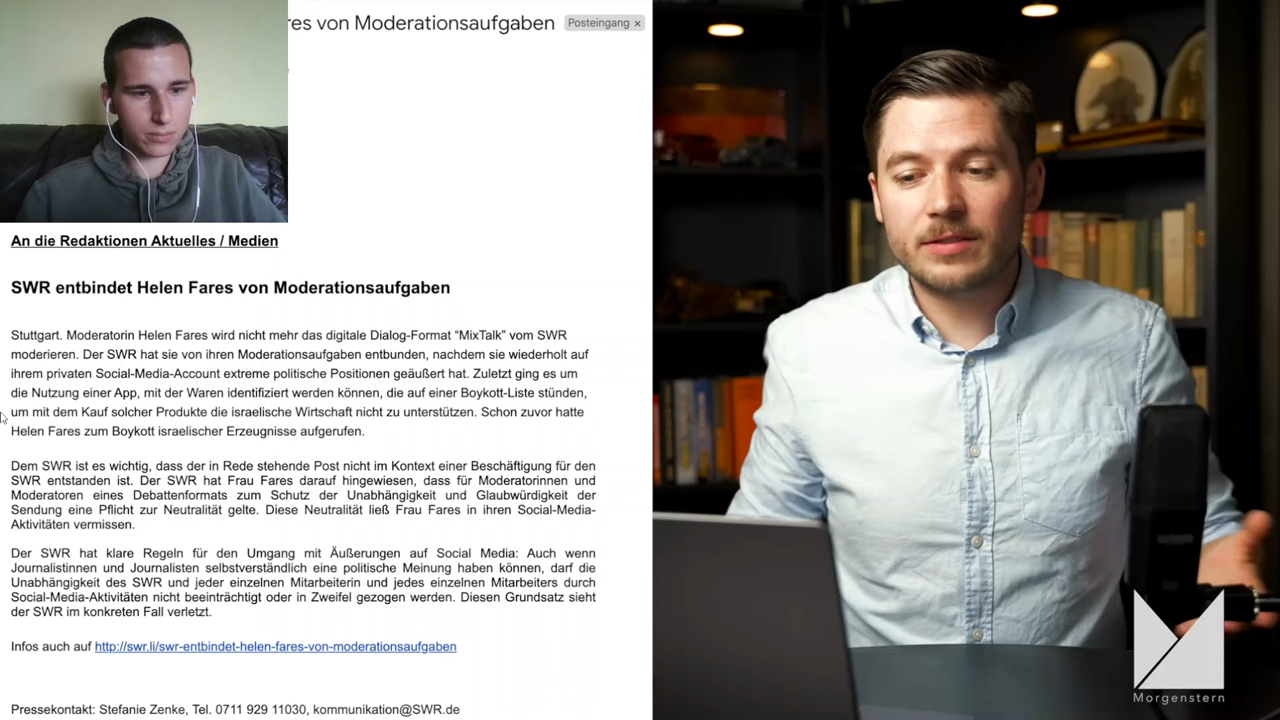 res von Moderationsaufgaben
Posteingang ×
An die Redaktionen Aktuelles / Medien
SWR entbindet Helen Fares von Moderationsaufgaben
Stuttgart. Moderatorin Helen Fares wird nicht mehr das digitale Dialog-Format “MixTalk” vom SWR
moderieren. Der SWR hat sie von ihren Moderationsaufgaben entbunden, nachdem sie wiederholt auf
ihrem privaten Social-Media-Account extreme politische Positionen geäußert hat. Zuletzt ging es um
die Nutzung einer App, mit der Waren identifiziert werden können, die auf einer Boykott-Liste stünden,
um mit dem Kauf solcher Produkte die israelische Wirtschaft nicht zu unterstützen. Schon zuvor hatte
Helen Fares zum Boykott israelischer Erzeugnisse aufgerufen.
Dem SWR ist es wichtig, dass der in Rede stehende Post nicht im Kontext einer Beschäftigung für den
SWR entstanden ist. Der SWR hat Frau Fares darauf hingewiesen, dass für Moderatorinnen und
Moderatoren eines Debattenformats zum Schutz der Unabhängigkeit und Glaubwürdigkeit der
Sendung eine Pflicht zur Neutralität gelte. Diese Neutralität ließ Frau Fares in ihren Social-Media-
Aktivitäten vermissen.
Der SWR hat klare Regeln für den Umgang mit Äußerungen auf Social Media: Auch wenn
Journalistinnen und Journalisten selbstverständlich eine politische Meinung haben können, darf die
Unabhängigkeit des SWR und jeder einzelnen Mitarbeiterin und jedes einzelnen Mitarbeiters durch
Social-Media-Aktivitäten nicht beeinträchtigt oder in Zweifel gezogen werden. Diesen Grundsatz sieht
der SWR im konkreten Fall verletzt.
Infos auch auf http://swr.li/swr-entbindet-helen-fares-von-moderationsaufgaben
Pressekontakt: Stefanie Zenke, Tel. 0711 929 11030, kommunikation@SWR.de
Morgenstern